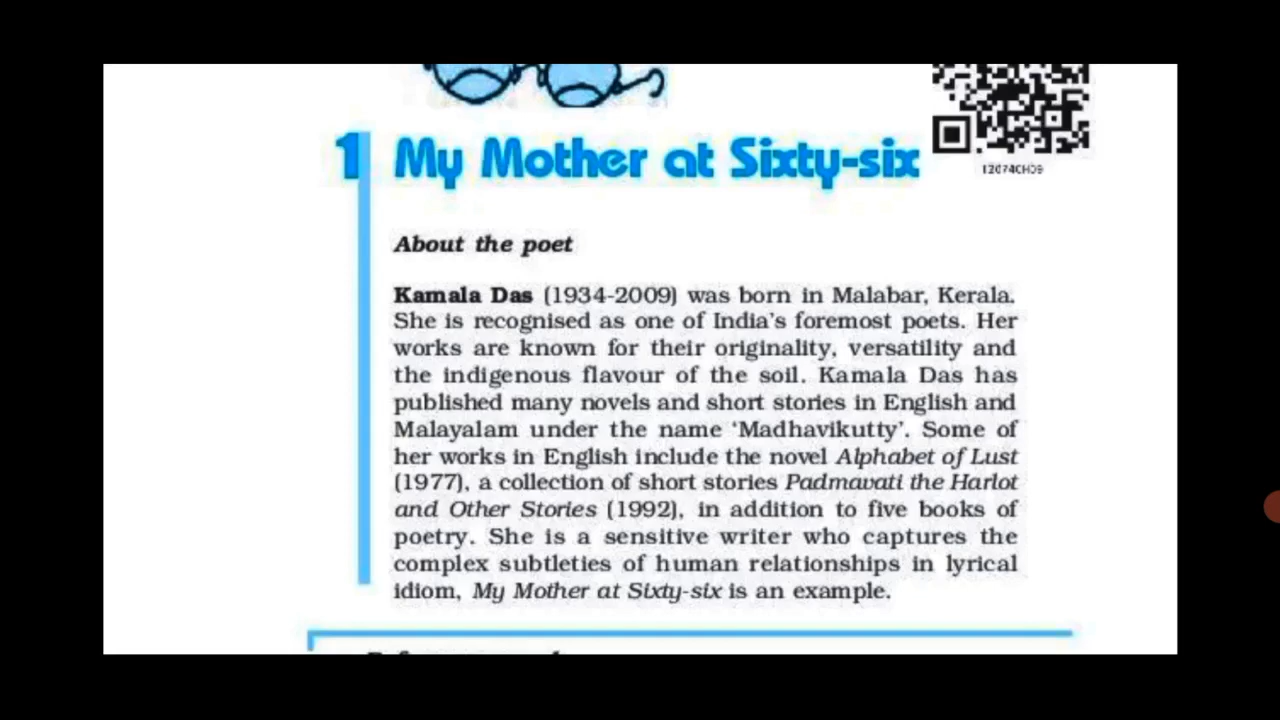 1 My Mother at Sixty-six
12074CH09
About the poet
Kamala Das (1934-2009) was born in Malabar, Kerala.
She is recognised as one of India's foremost poets. Her
works are known for their originality, versatility and
the indigenous flavour of the soil. Kamala Das has
published many novels and short stories in English and
Malayalam under the name ‘Madhavikutty’. Some of
her works in English include the novel Alphabet of Lust
(1977), a collection of short stories Padmavati the Harlot
and Other Stories (1992), in addition to five books of
poetry. She is a sensitive writer who captures the
complex subtleties of human relationships in lyrical
idiom, My Mother at Sixty-six is an example.